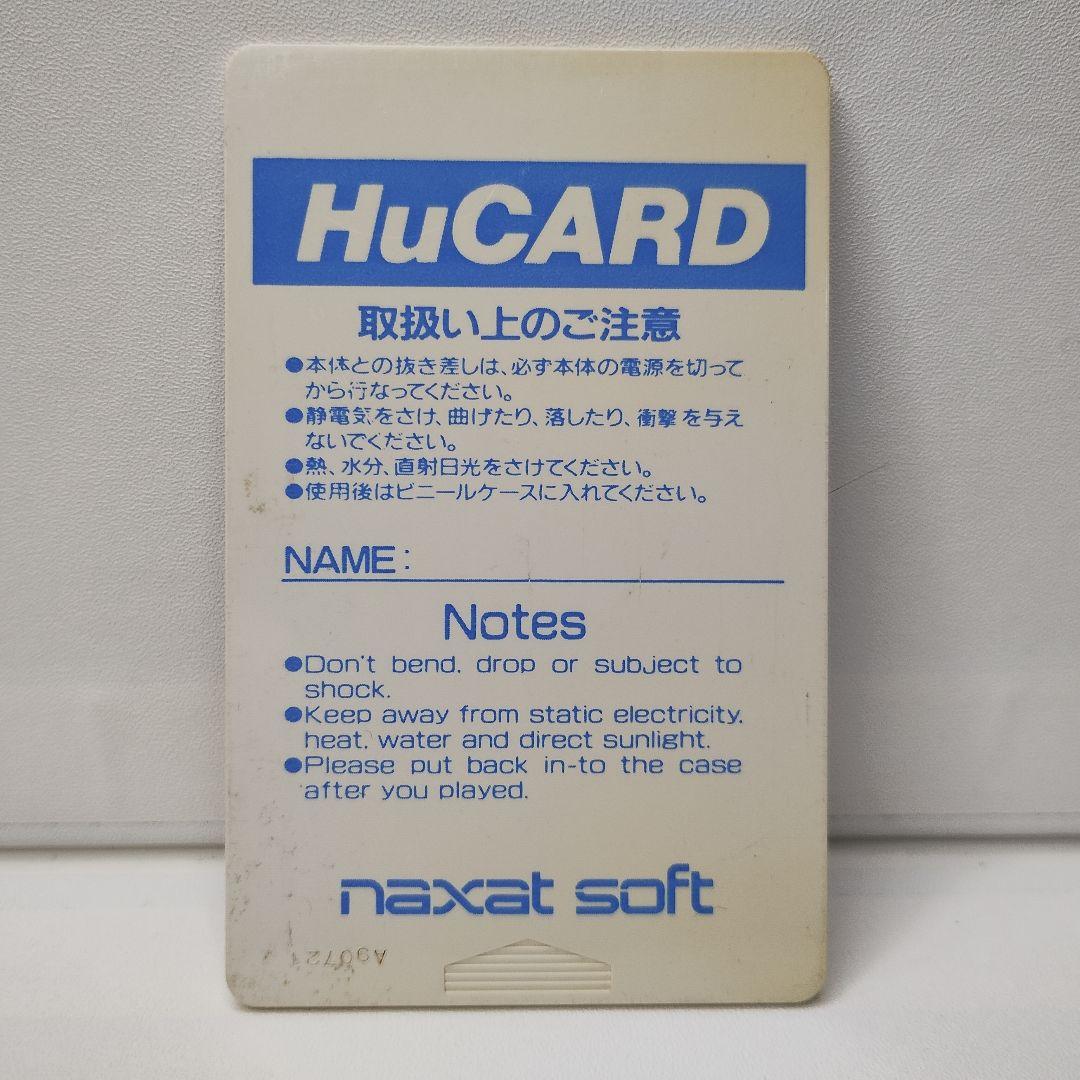 HuCARD
取扱い上のご注意
●本体との抜き差しは、必ず本体の電源を切って
から行なってください。
●静電気をさけ、曲げたり、落したり、衝撃を与え
ないでください。
●熱、水分、直射日光をさけてください。
●使用後はビニールケースに入れてください。
NAME:
Notes
●Don't bend, drop or subject to
shock.
●Keep away from static electricity,
heat, water and direct sunlight.
●Please put back in-to the case
after you played.
naxat soft